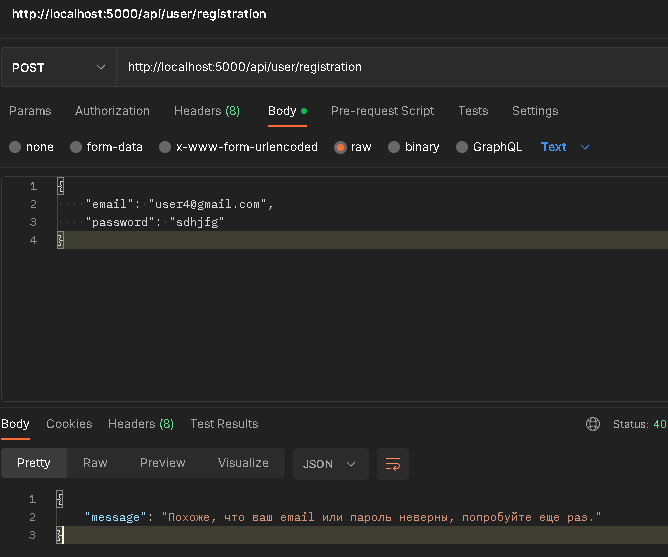 http://localhost:5000/api/user/registration
POST http://localhost:5000/api/user/registration
Params Authorization Headers (8) Body Pre-request Script Tests Settings
none form-data x-www-form-urlencoded raw binary GraphQL Text
1 {
2 "email": "user4@gmail.com",
3 "password": "sdhjfg"
4 }
Body Cookies Headers (8) Test Results Status: 40
Pretty Raw Preview Visualize JSON
1 {
2 "message": "Похоже, что ваш email или пароль неверны, попробуйте еще раз."
3 }